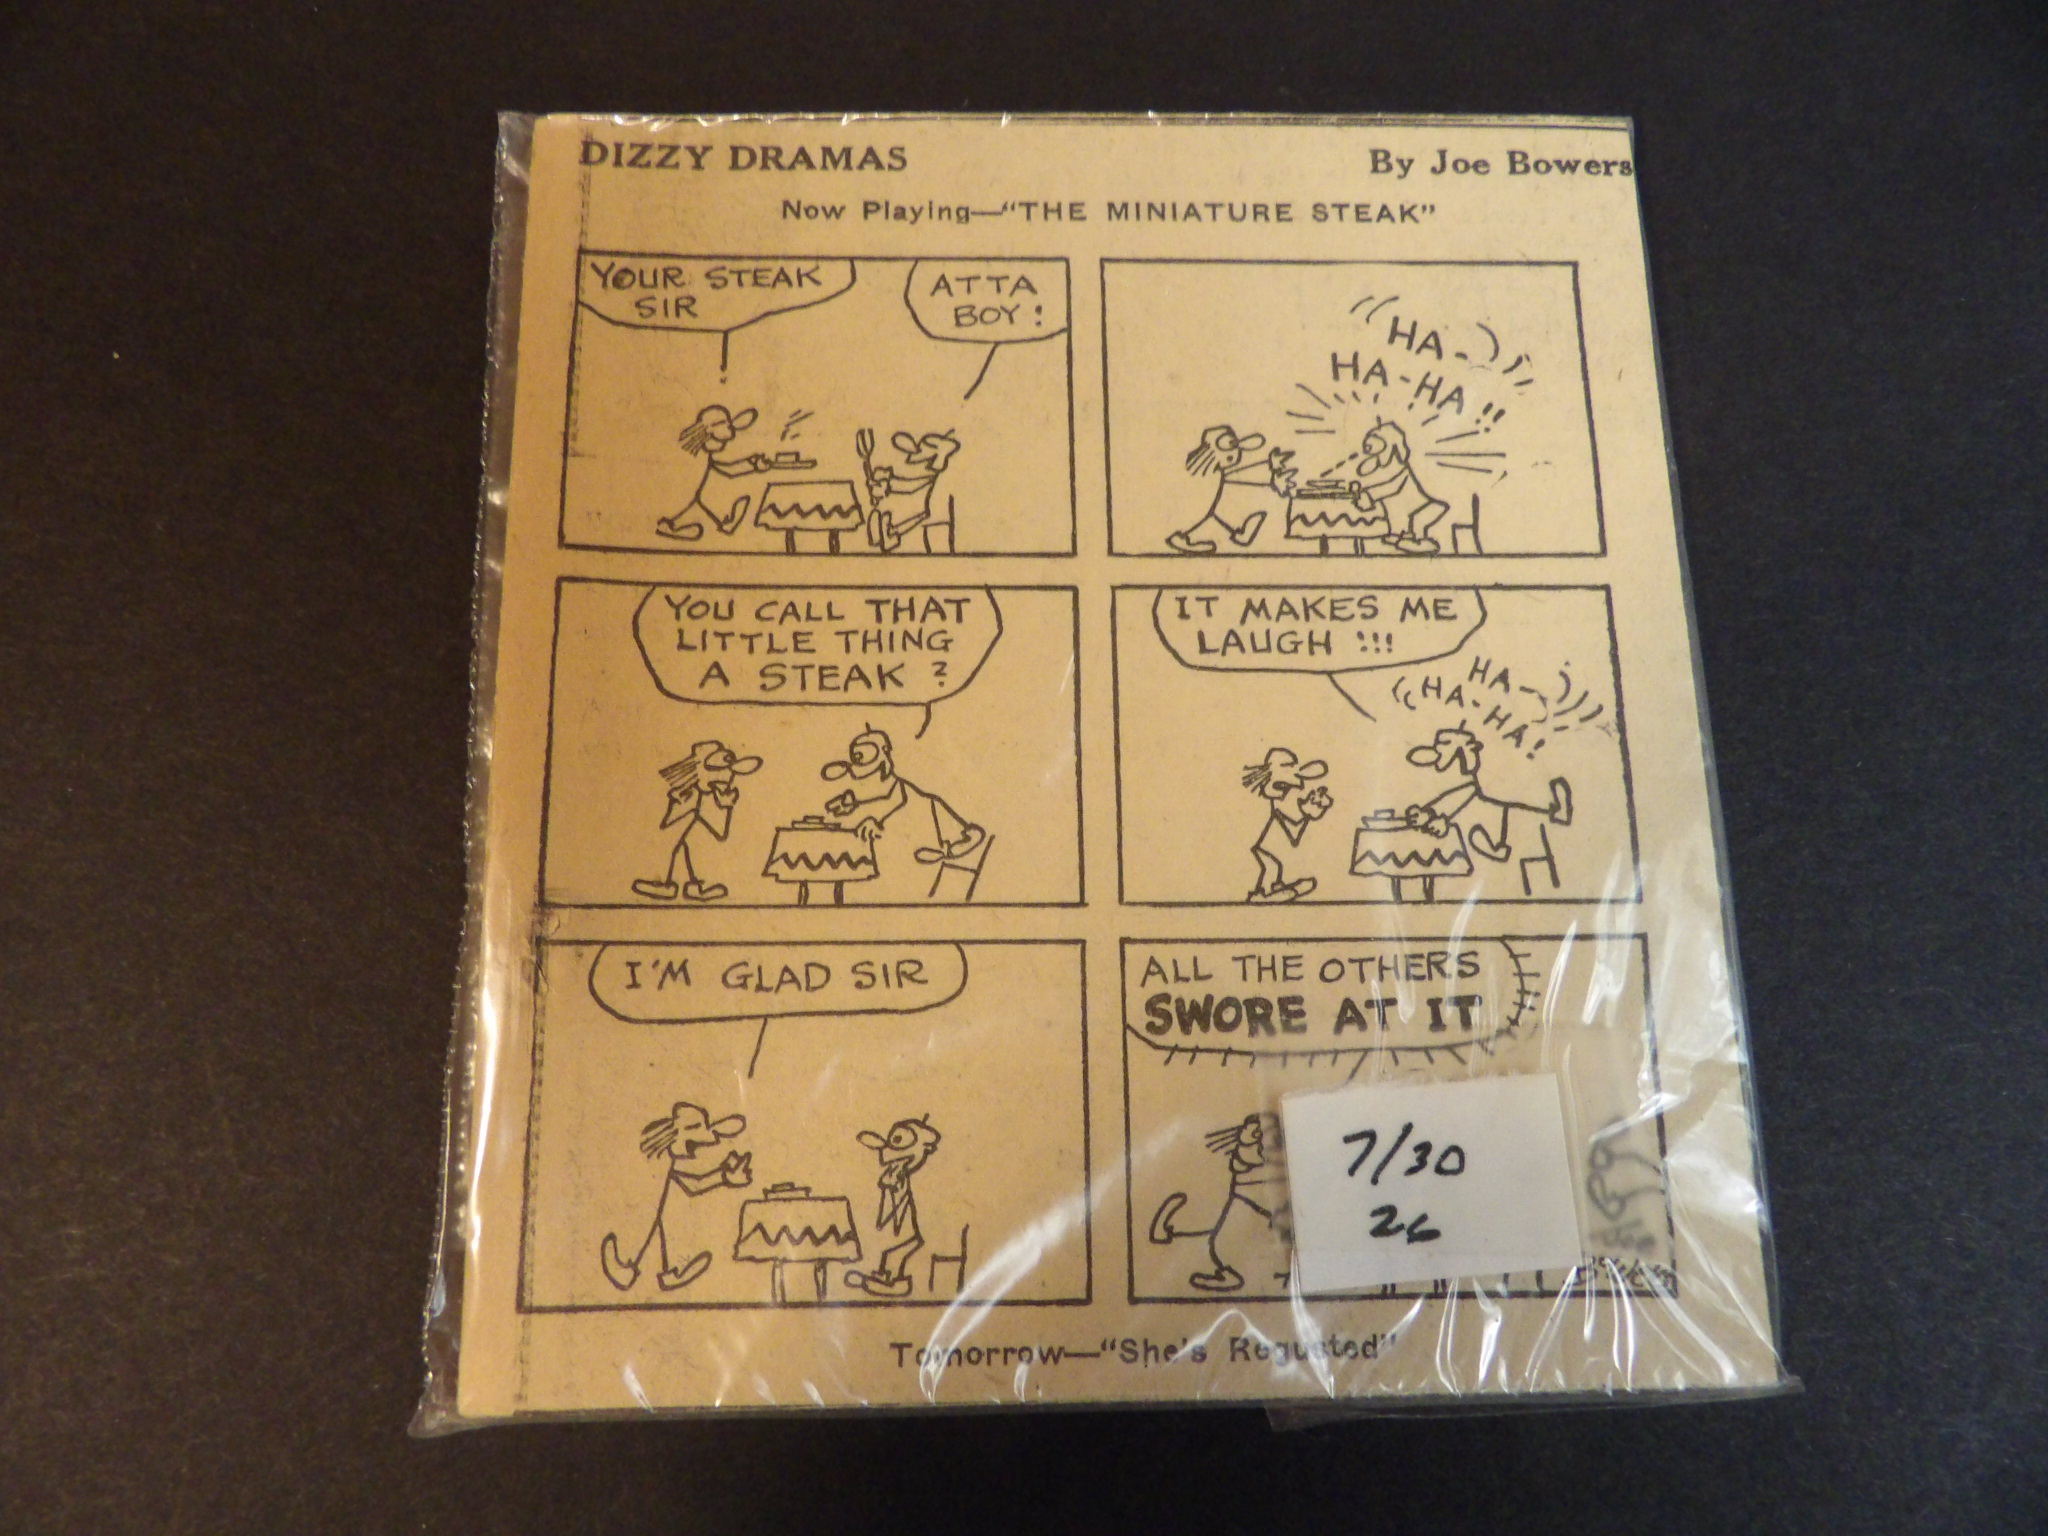 DIZZY DRAMAS
By Joe Bowers
Now Playing—"THE MINIATURE STEAK"
YOUR STEAK
SIR
ATTA
BOY!
HA-
HA-HA!!
YOU CALL THAT
LITTLE THING
A STEAK?
IT MAKES ME
LAUGH!!!
HA-
HA-HA!
I'M GLAD SIR
ALL THE OTHERS
SWORE AT IT
7/30
26
Tomorrow—"She's Regusted"